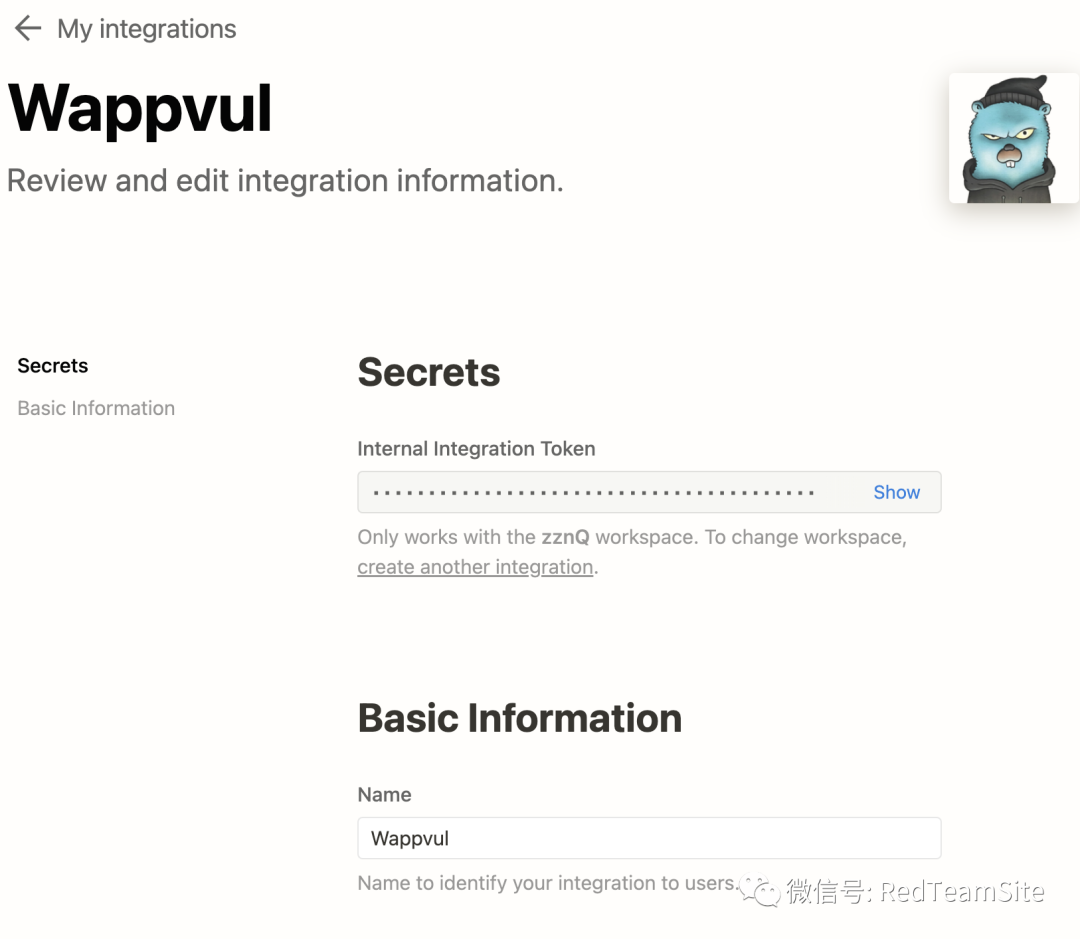 My integrations
Wappvul
Review and edit integration information.
Secrets
Basic Information
Secrets
Internal Integration Token
Show
Only works with the zznQ workspace. To change workspace,
create another integration.
Basic Information
Name
Wappvul
Name to identify your integration to users.
微信号: RedTeamSite